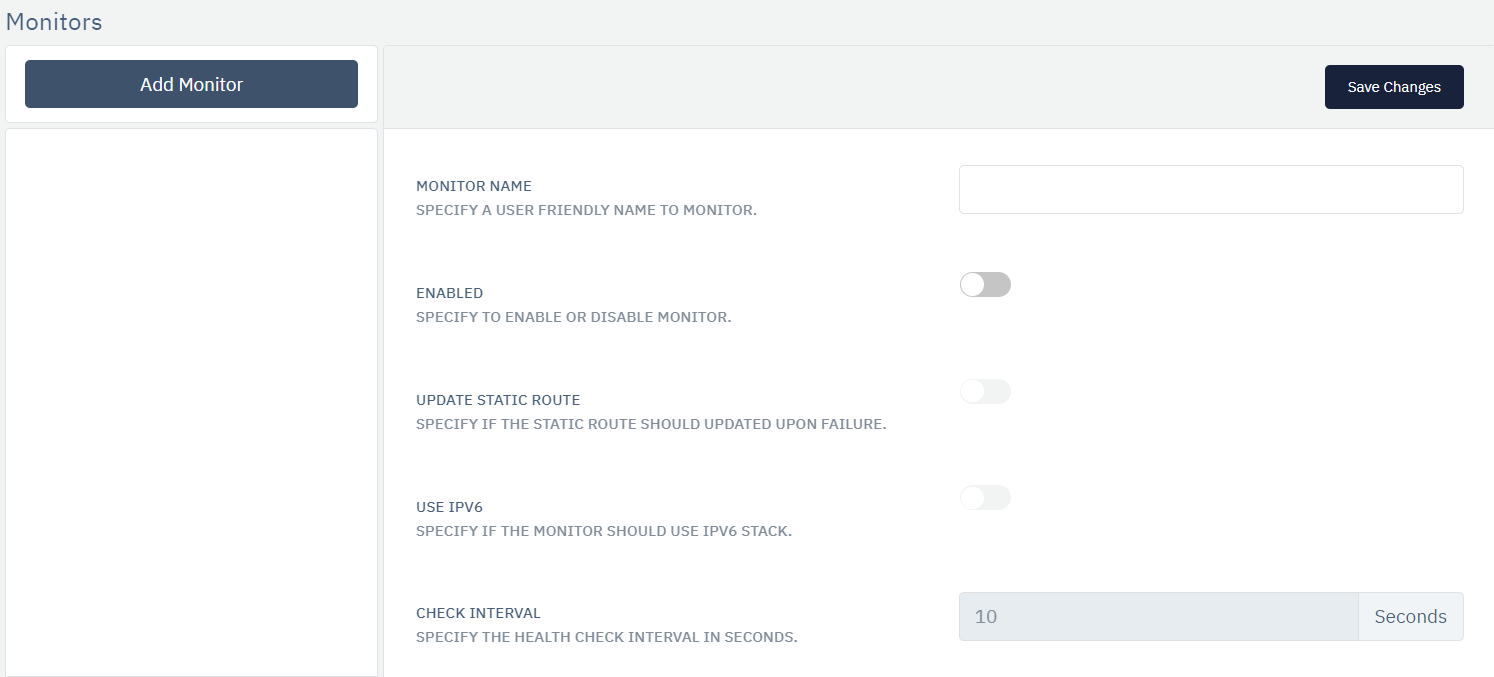 Monitors
Add Monitor
Save Changes
MONITOR NAME
SPECIFY A USER FRIENDLY NAME TO MONITOR.
ENABLED
SPECIFY TO ENABLE OR DISABLE MONITOR.
UPDATE STATIC ROUTE
SPECIFY IF THE STATIC ROUTE SHOULD UPDATED UPON FAILURE.
USE IPV6
SPECIFY IF THE MONITOR SHOULD USE IPV6 STACK.
CHECK INTERVAL
SPECIFY THE HEALTH CHECK INTERVAL IN SECONDS.
10 Seconds